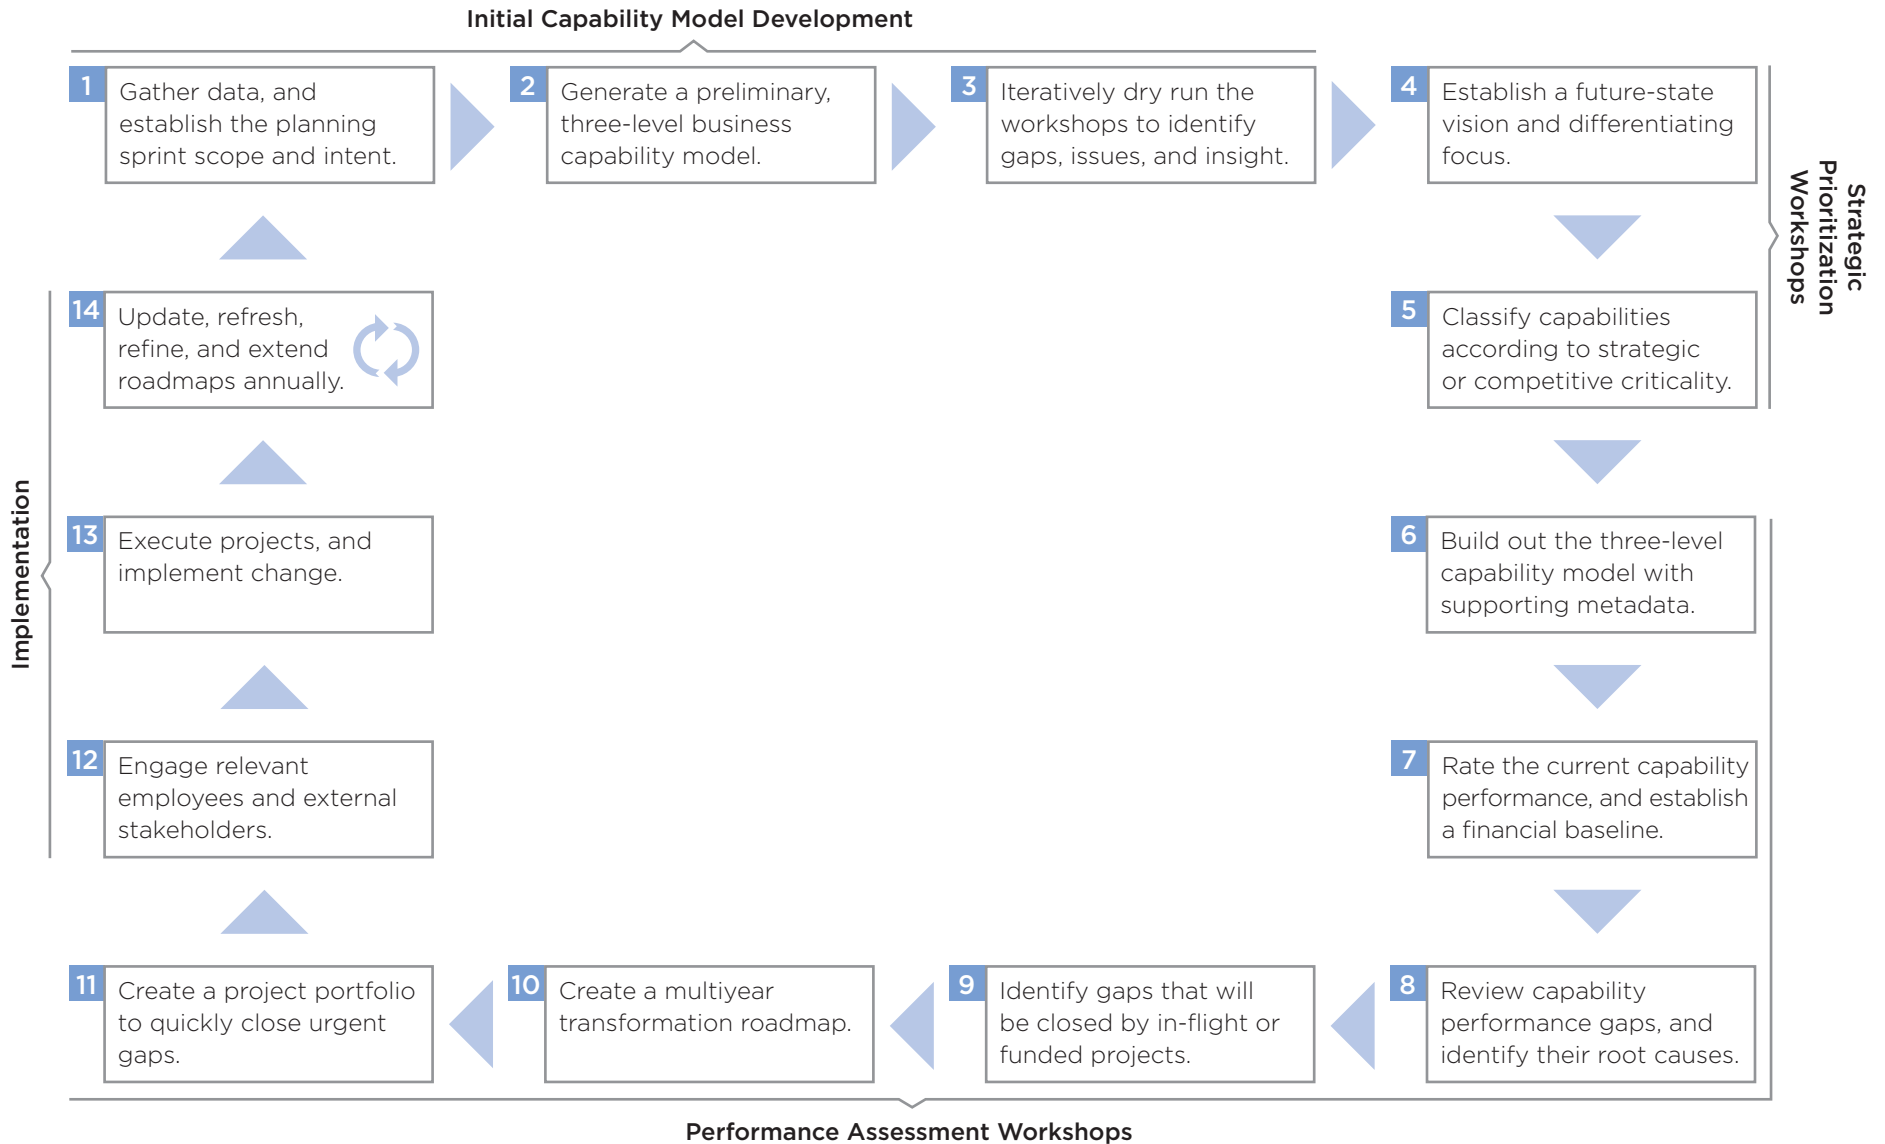 Initial Capability Model Development
1
Gather data, and
establish the planning
sprint scope and intent.
2
Generate a preliminary,
three-level business
capability model.
3
Iteratively dry run the
workshops to identify
gaps, issues, and insight.
4
Establish a future-state
vision and differentiating
focus.
Strategic
Prioritization
Workshops
5
Classify capabilities
according to strategic
or competitive criticality.
6
Build out the three-level
capability model with
supporting metadata.
7
Rate the current capability
performance, and establish
a financial baseline.
8
Review capability
performance gaps, and
identify their root causes.
9
Identify gaps that will
be closed by in-flight or
funded projects.
10
Create a multiyear
transformation roadmap.
11
Create a project portfolio
to quickly close urgent
gaps.
Performance Assessment Workshops
12
Engage relevant
employees and external
stakeholders.
13
Execute projects, and
implement change.
14
Update, refresh,
refine, and extend
roadmaps annually.
Implementation